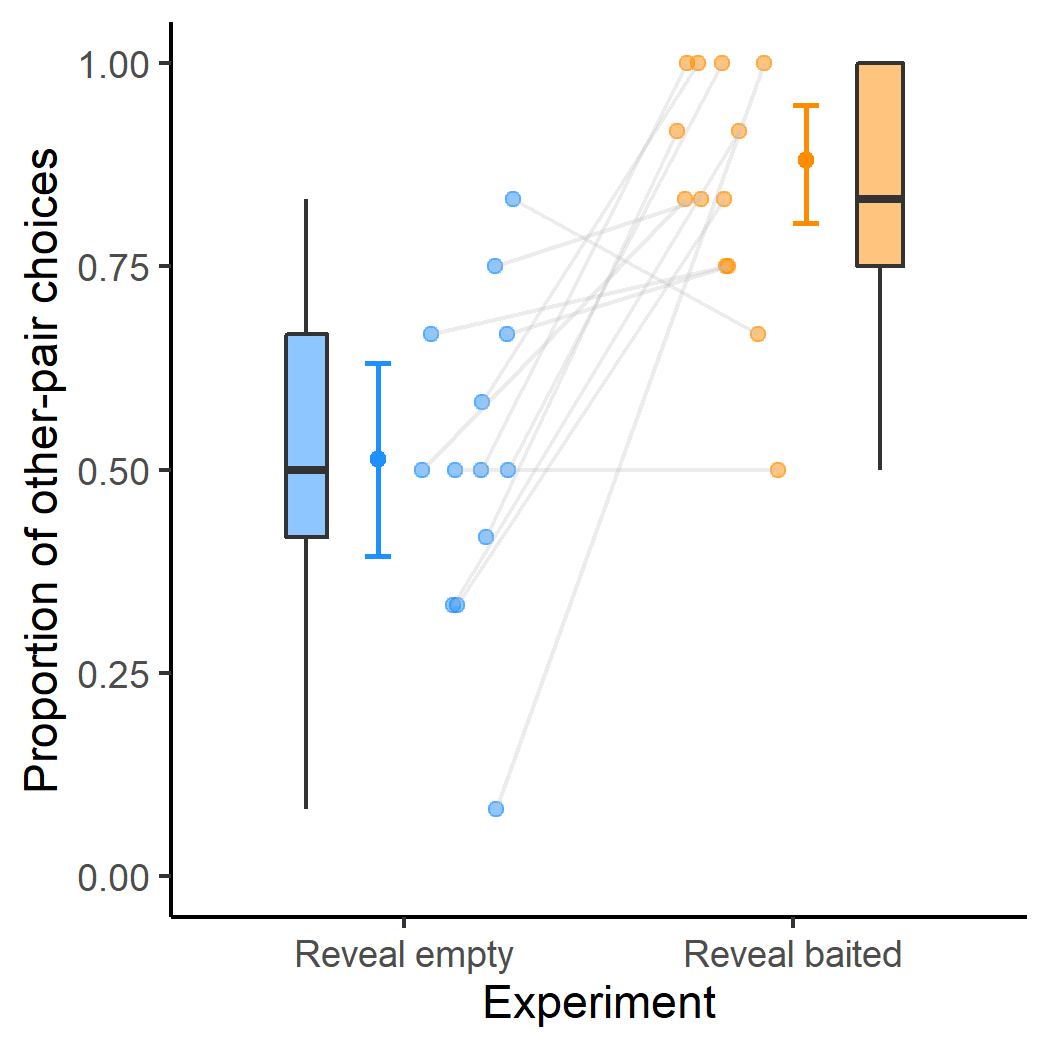 Proportion of other-pair choices
1.00
0.75
0.50
0.25
0.00
Reveal empty
Reveal baited
Experiment